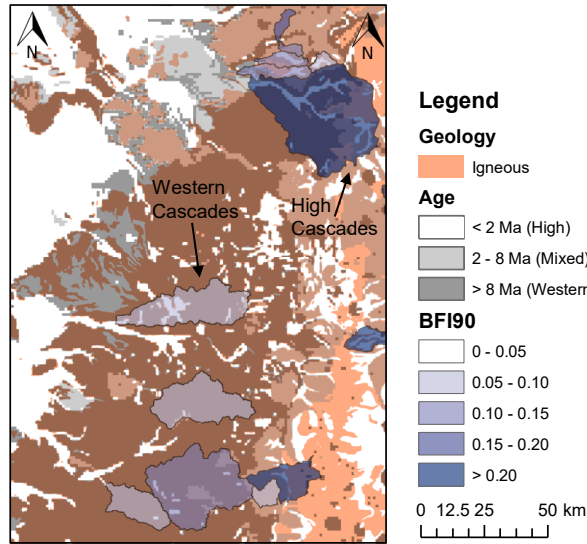 N
N
Western
Cascades
High
Cascades
Legend
Geology
Igneous
Age
< 2 Ma (High)
2 - 8 Ma (Mixed)
> 8 Ma (Western
BFI90
0 - 0.05
0.05 - 0.10
0.10 - 0.15
0.15 - 0.20
> 0.20
0 12.5 25 50 km